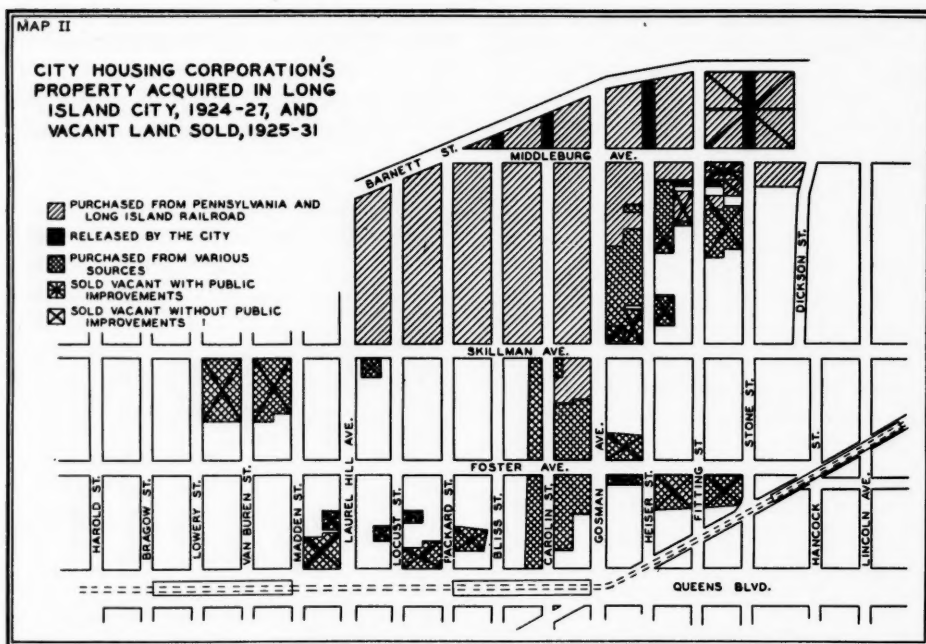 MAP II
CITY HOUSING CORPORATION'S
PROPERTY ACQUIRED IN LONG
ISLAND CITY, 1924-27, AND
VACANT LAND SOLD, 1925-31
PURCHASED FROM PENNSYLVANIA AND
LONG ISLAND RAILROAD
RELEASED BY THE CITY
PURCHASED FROM VARIOUS
SOURCES
SOLD VACANT WITH PUBLIC
IMPROVEMENTS
SOLD VACANT WITHOUT PUBLIC
IMPROVEMENTS
BARNETT ST.
MIDDLEBURG AVE.
DICKSON ST.
SKILLMAN AVE.
LAUREL HILL AVE.
GOSMAN AVE.
FITTING ST
STONE ST.
FOSTER AVE.
HAROLD ST.
BRAGOW ST.
LOWERY ST.
VAN BUREN ST.
MADDEN ST.
LOCUST ST.
PACKARD ST.
BLISS ST.
CAROLIN ST.
HEISER ST.
HANCOCK ST.
LINCOLN AVE.
QUEENS BLVD.